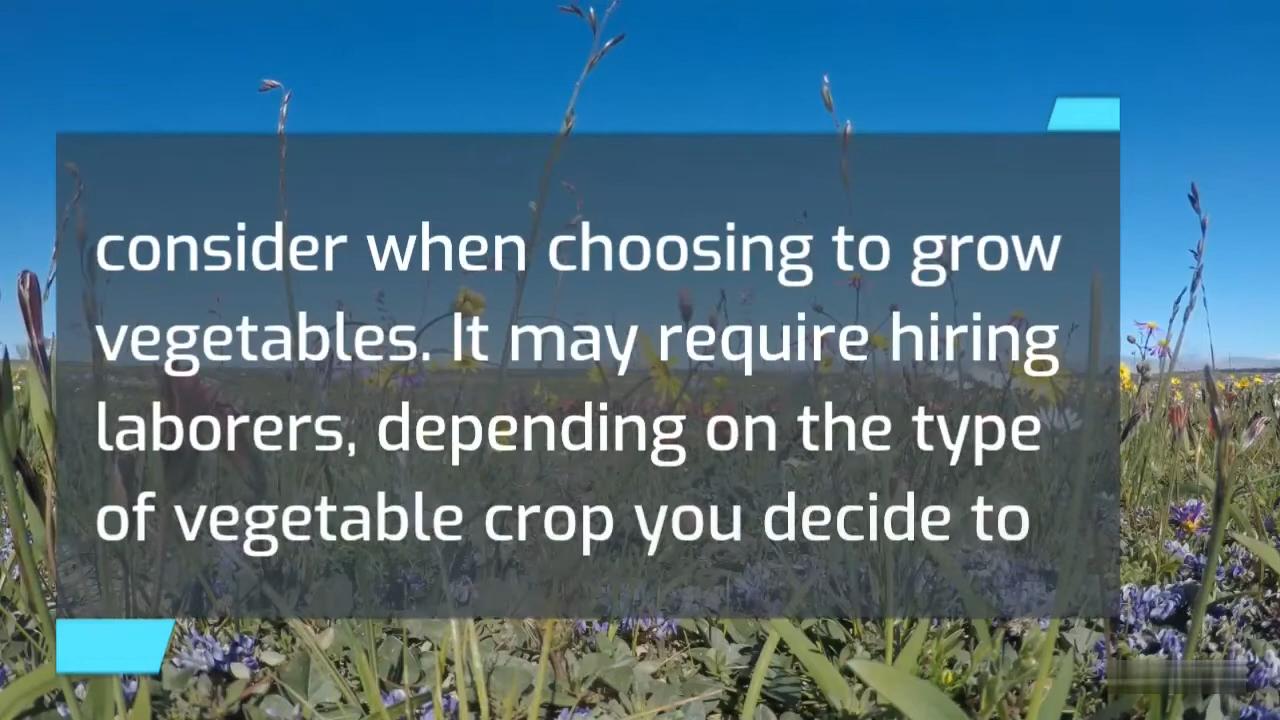 consider when choosing to grow
vegetables. It may require hiring
laborers, depending on the type
of vegetable crop you decide to